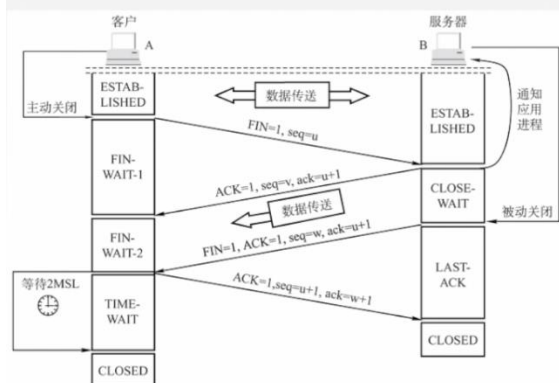 客户
服务器
A
B
ESTAB-
LISHED
数据传送
ESTAB-
LISHED
通知
应用
进程
主动关闭
FIN=1, seq=u
FIN-
WAIT-1
ACK=1, seq=v, ack=u+1
CLOSE-
WAIT
数据传送
被动关闭
FIN=1, ACK=1, seq=w, ack=u+1
FIN-
WAIT-2
ACK=1,seq=u+1, ack=w+1
LAST-
ACK
等待2MSL
TIME-
WAIT
CLOSED
CLOSED